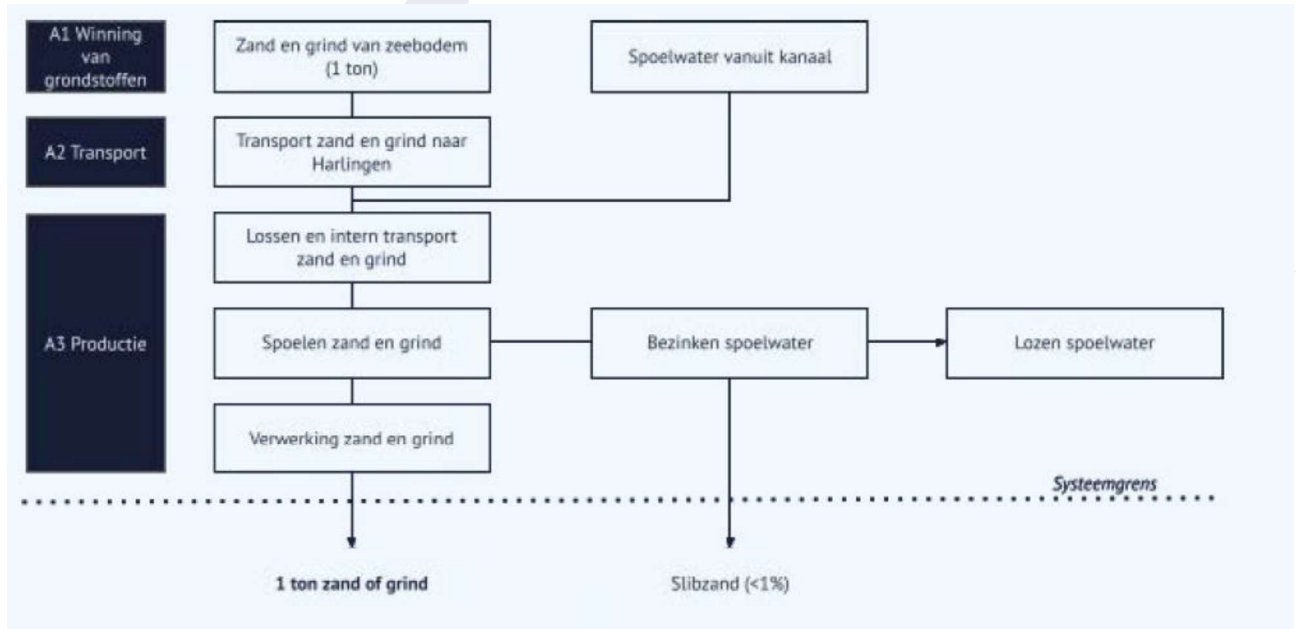 A1 Winning
van
grondstoffen
Zand en grind van zeebodem
(1 ton)
Spoelwater vanuit kanaal
A2 Transport
Transport zand en grind naar
Harlingen
A3 Productie
Lossen en intern transport
zand en grind
Spoelen zand en grind
Bezinken spoelwater
Lozen spoelwater
Verwerking zand en grind
Systeemgrens
1 ton zand of grind
Slibzand (<1%)